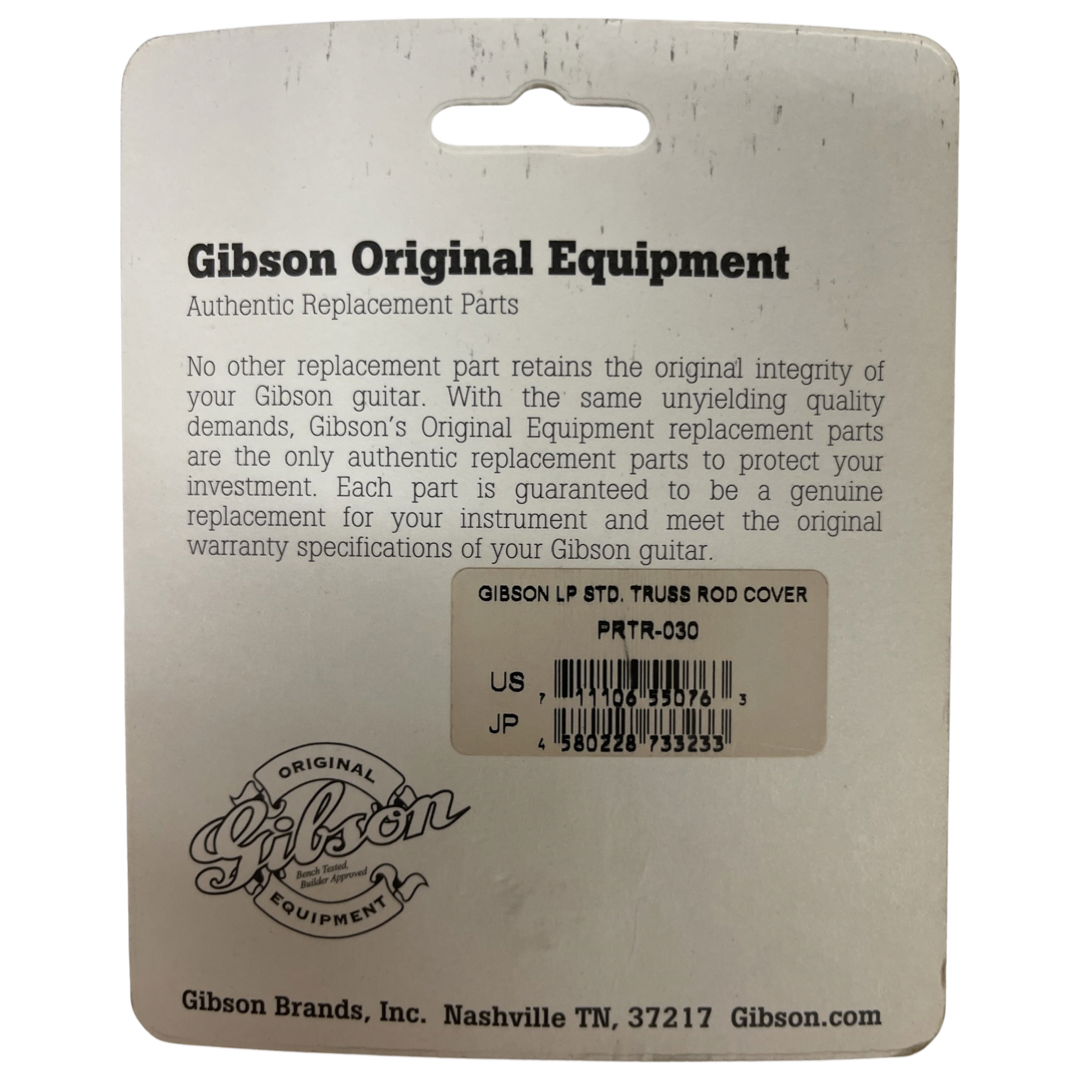 Gibson Original Equipment
Authentic Replacement Parts
No other replacement part retains the original integrity of
your Gibson guitar. With the same unyielding quality
demands, Gibson's Original Equipment replacement parts
are the only authentic replacement parts to protect your
investment. Each part is guaranteed to be a genuine
replacement for your instrument and meet the original
warranty specifications of your Gibson guitar.
GIBSON LP STD. TRUSS ROD COVER
PRTR-030
US 7 11106 55076 3
JP 4 580228 733233
ORIGINAL
Gibson
Bench Tested,
Builder Approved
EQUIPMENT
Gibson Brands, Inc. Nashville TN, 37217 Gibson.com